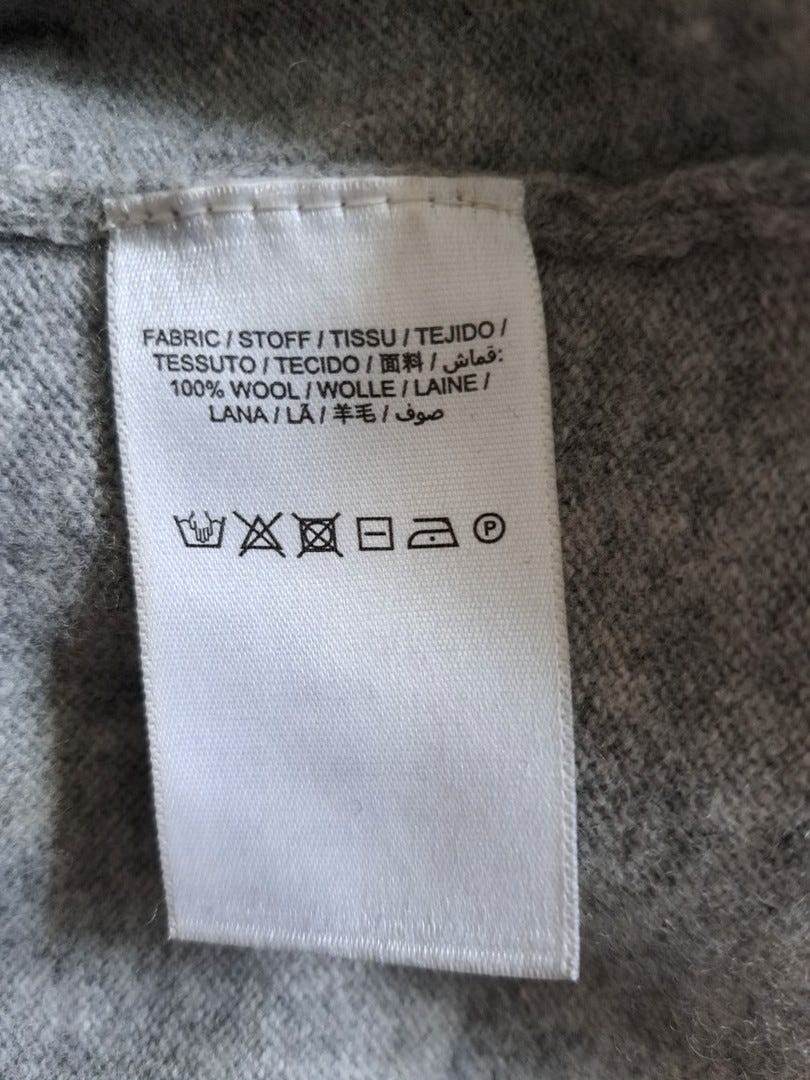 FABRIC / STOFF / TISSU / TEJIDO /
TESSUTO / TECIDO / 面料 / قماش:
100% WOOL / WOLLE / LAINE /
LANA / LÃ / 羊毛 / صوف
P